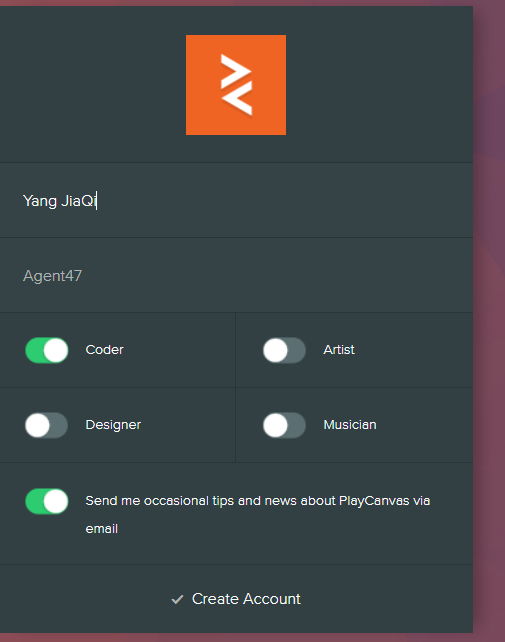 Yang JiaQi
Agent47
Coder
Artist
Designer
Musician
Send me occasional tips and news about PlayCanvas via
email
Create Account